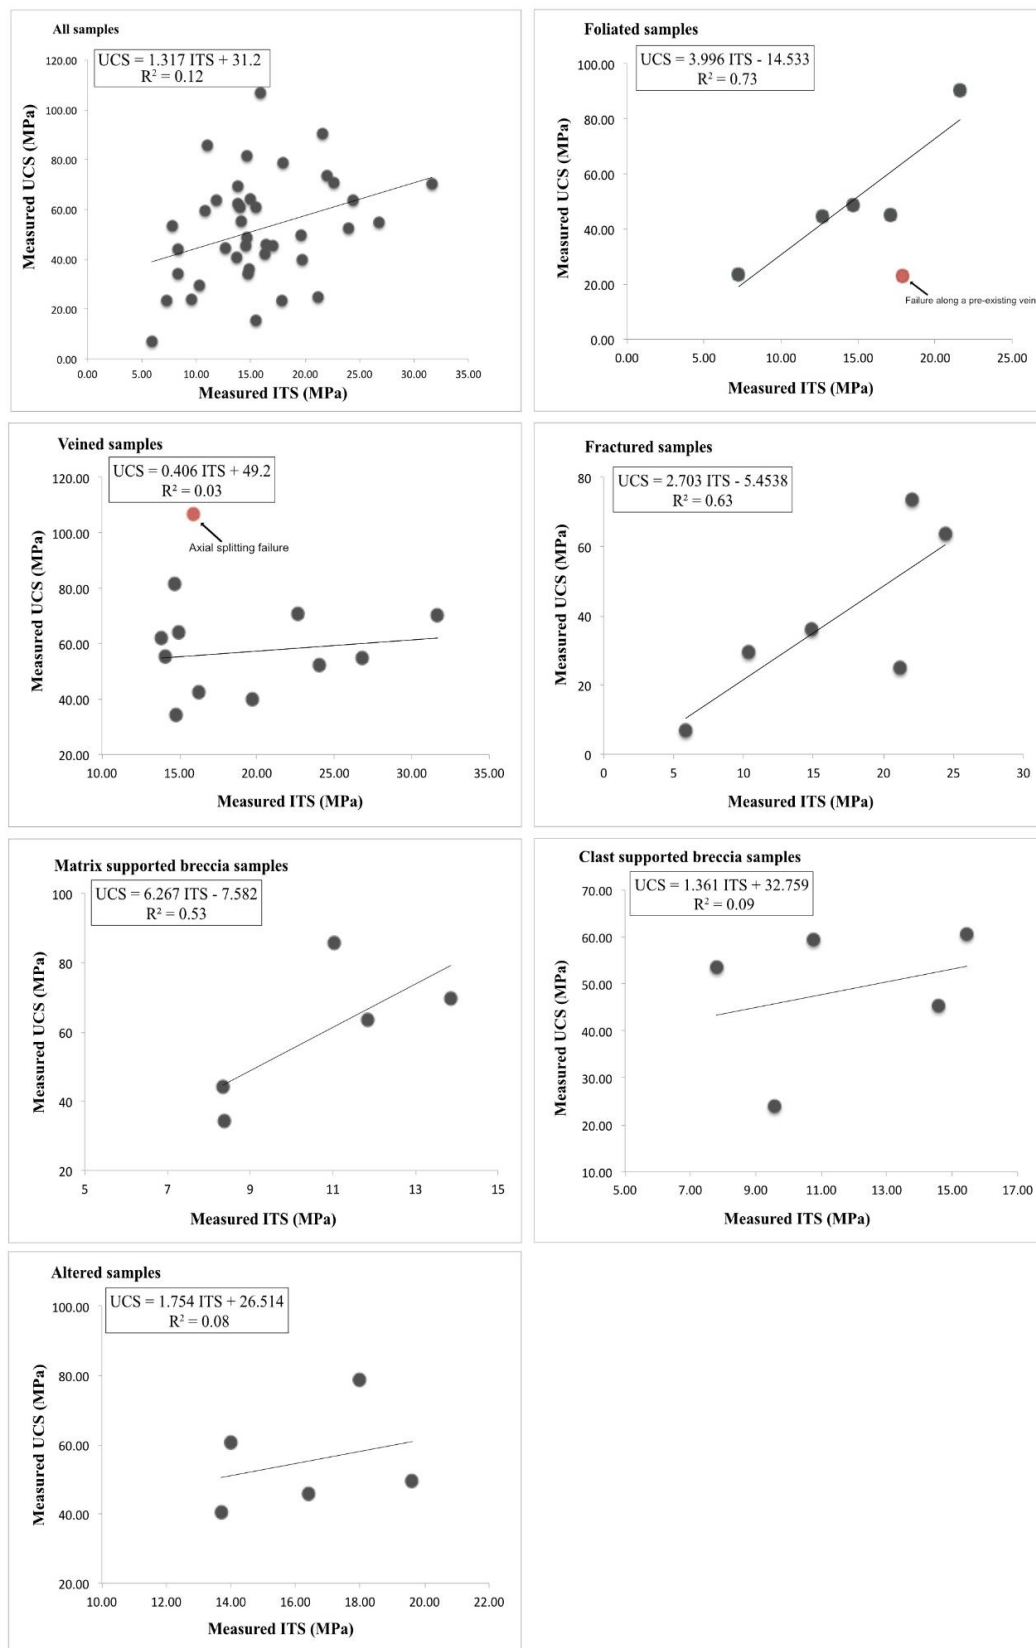 All samples
UCS = 1.317 ITS + 31.2
R² = 0.12
120.00
100.00
80.00
60.00
40.00
20.00
0.00
0.00 5.00 10.00 15.00 20.00 25.00 30.00 35.00
Measured UCS (MPa)
Measured ITS (MPa)
Foliated samples
UCS = 3.996 ITS - 14.533
R² = 0.73
100.00
80.00
60.00
40.00
20.00
0.00
0.00 5.00 10.00 15.00 20.00 25.00
Measured UCS (MPa)
Measured ITS (MPa)
Failure along a pre-existing vein
Veined samples
UCS = 0.406 ITS + 49.2
R² = 0.03
Axial splitting failure
120.00
100.00
80.00
60.00
40.00
20.00
10.00 15.00 20.00 25.00 30.00 35.00
Measured UCS (MPa)
Measured ITS (MPa)
Fractured samples
UCS = 2.703 ITS - 5.4538
R² = 0.63
80
60
40
20
0
0 5 10 15 20 25 30
Measured UCS (MPa)
Measured ITS (MPa)
Matrix supported breccia samples
UCS = 6.267 ITS - 7.582
R² = 0.53
100
80
60
40
20
5 7 9 11 13 15
Measured UCS (MPa)
Measured ITS (MPa)
Clast supported breccia samples
UCS = 1.361 ITS + 32.759
R² = 0.09
70.00
60.00
50.00
40.00
30.00
20.00
10.00
5.00 7.00 9.00 11.00 13.00 15.00 17.00
Measured UCS (MPa)
Measured ITS (MPa)
Altered samples
UCS = 1.754 ITS + 26.514
R² = 0.08
100.00
80.00
60.00
40.00
20.00
10.00 12.00 14.00 16.00 18.00 20.00 22.00
Measured UCS (MPa)
Measured ITS (MPa)